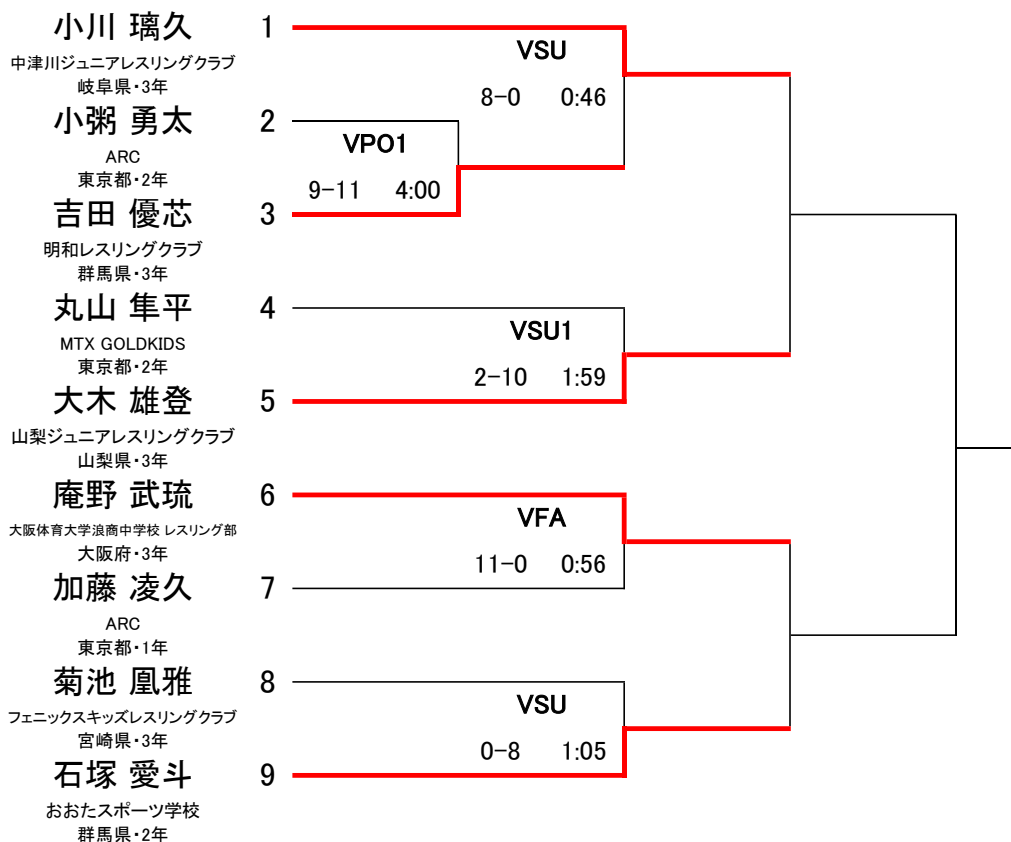 小川 璃久 1
中津川ジュニアレスリングクラブ
岐阜県・3年
VSU
8-0 0:46
小粥 勇太 2
ARC
東京都・2年
VPO1
9-11 4:00
吉田 優芯 3
明和レスリングクラブ
群馬県・3年
丸山 隼平 4
MTX GOLDKIDS
東京都・2年
VSU1
2-10 1:59
大木 雄登 5
山梨ジュニアレスリングクラブ
山梨県・3年
庵野 武琉 6
大阪体育大学浪商中学校 レスリング部
大阪府・3年
VFA
11-0 0:56
加藤 凌久 7
ARC
東京都・1年
菊池 凰雅 8
フェニックスキッズレスリングクラブ
宮崎県・3年
VSU
0-8 1:05
石塚 愛斗 9
おおたスポーツ学校
群馬県・2年